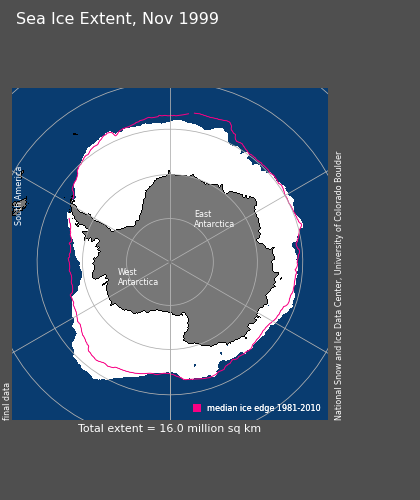 Sea Ice Extent, Nov 1999
South America
East
Antarctica
West
Antarctica
National Snow and Ice Data Center, University of Colorado Boulder
final data
median ice edge 1981-2010
Total extent = 16.0 million sq km